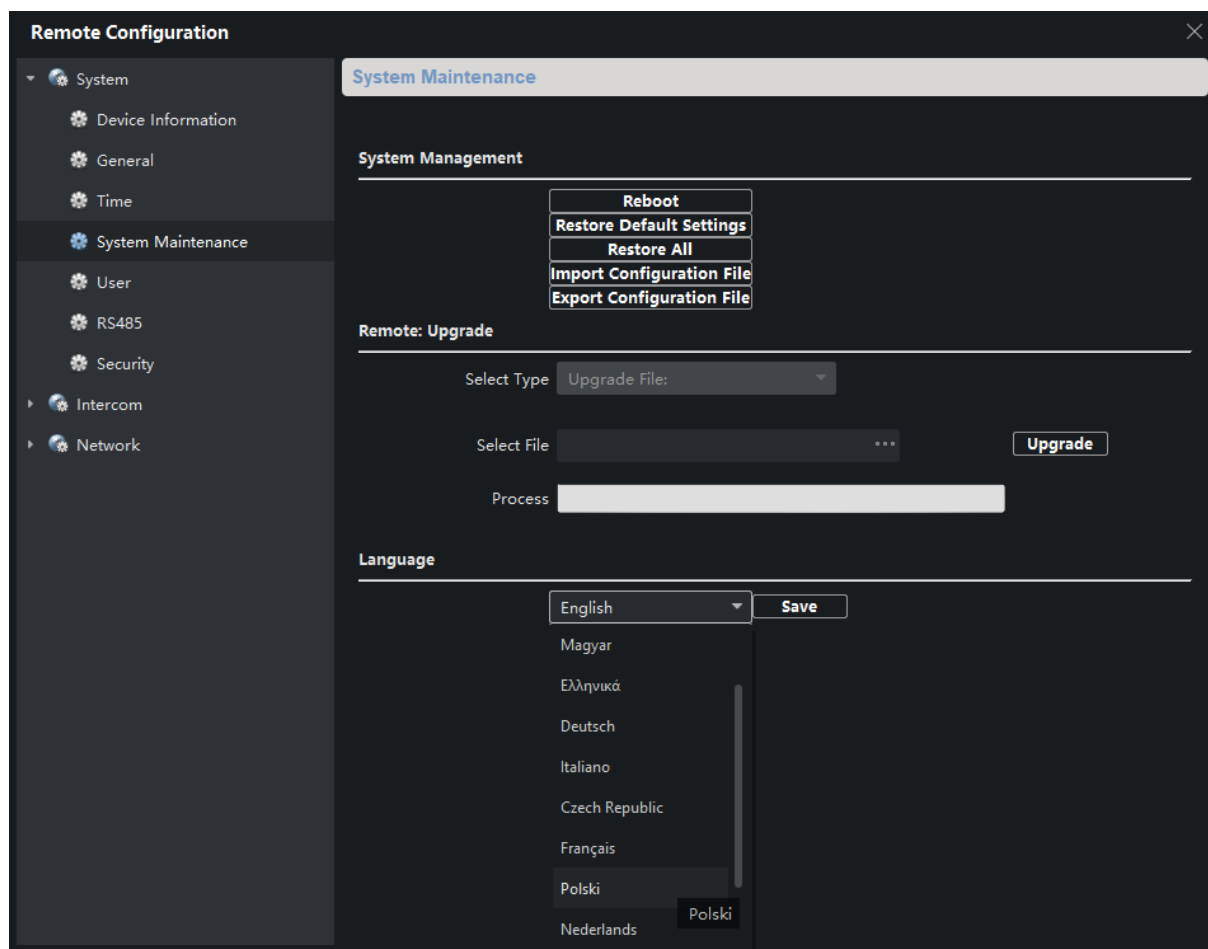 Remote Configuration
System
Device Information
General
Time
System Maintenance
User
RS485
Security
Intercom
Network
System Maintenance
System Management
Reboot
Restore Default Settings
Restore All
Import Configuration File
Export Configuration File
Remote: Upgrade
Select Type Upgrade File:
Select File ... Upgrade
Process
Language
English Save
Magyar
Ελληνικά
Deutsch
Italiano
Czech Republic
Français
Polski
Polski
Nederlands